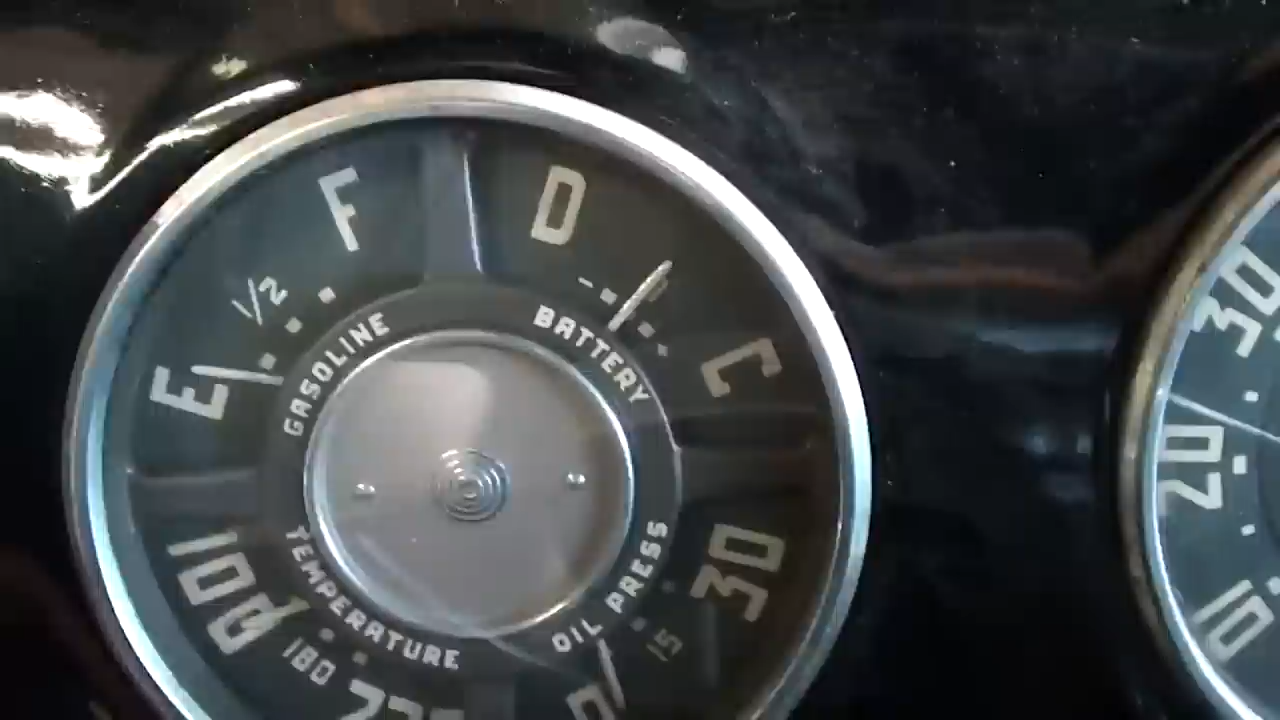 F
D
1/2
GASOLINE
BATTERY
E
C
30
100
TEMPERATURE
OIL PRESS
15
180
30
20
10